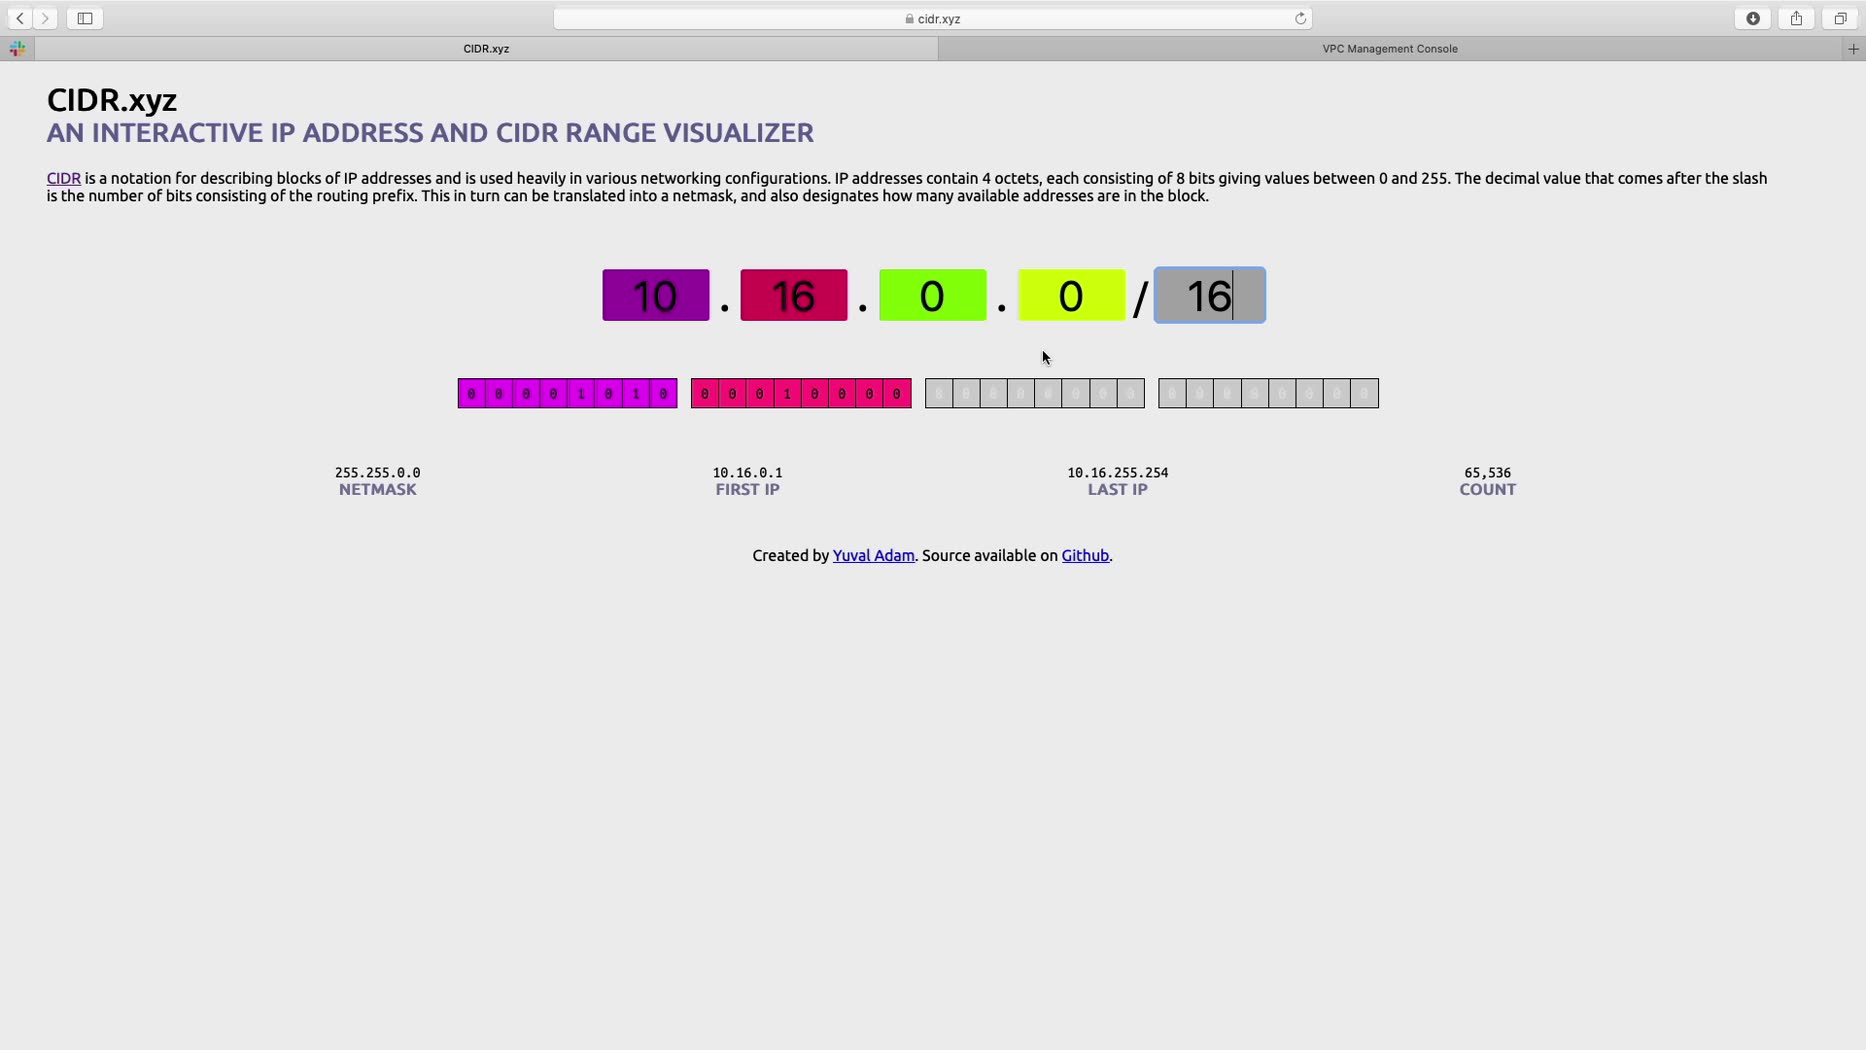 cidr.xyz
CIDR.xyz
VPC Management Console
CIDR.xyz
AN INTERACTIVE IP ADDRESS AND CIDR RANGE VISUALIZER
CIDR is a notation for describing blocks of IP addresses and is used heavily in various networking configurations. IP addresses contain 4 octets, each consisting of 8 bits giving values between 0 and 255. The decimal value that comes after the slash
is the number of bits consisting of the routing prefix. This in turn can be translated into a netmask, and also designates how many available addresses are in the block.
10 . 16 . 0 . 0 / 16
0 0 0 0 1 0 1 0 0 0 0 1 0 0 0 0 0 0 0 0 0 0 0 0 0 0 0 0 0 0 0 0
255.255.0.0 10.16.0.1 10.16.255.254 65,536
NETMASK FIRST IP LAST IP COUNT
Created by Yuval Adam. Source available on Github.